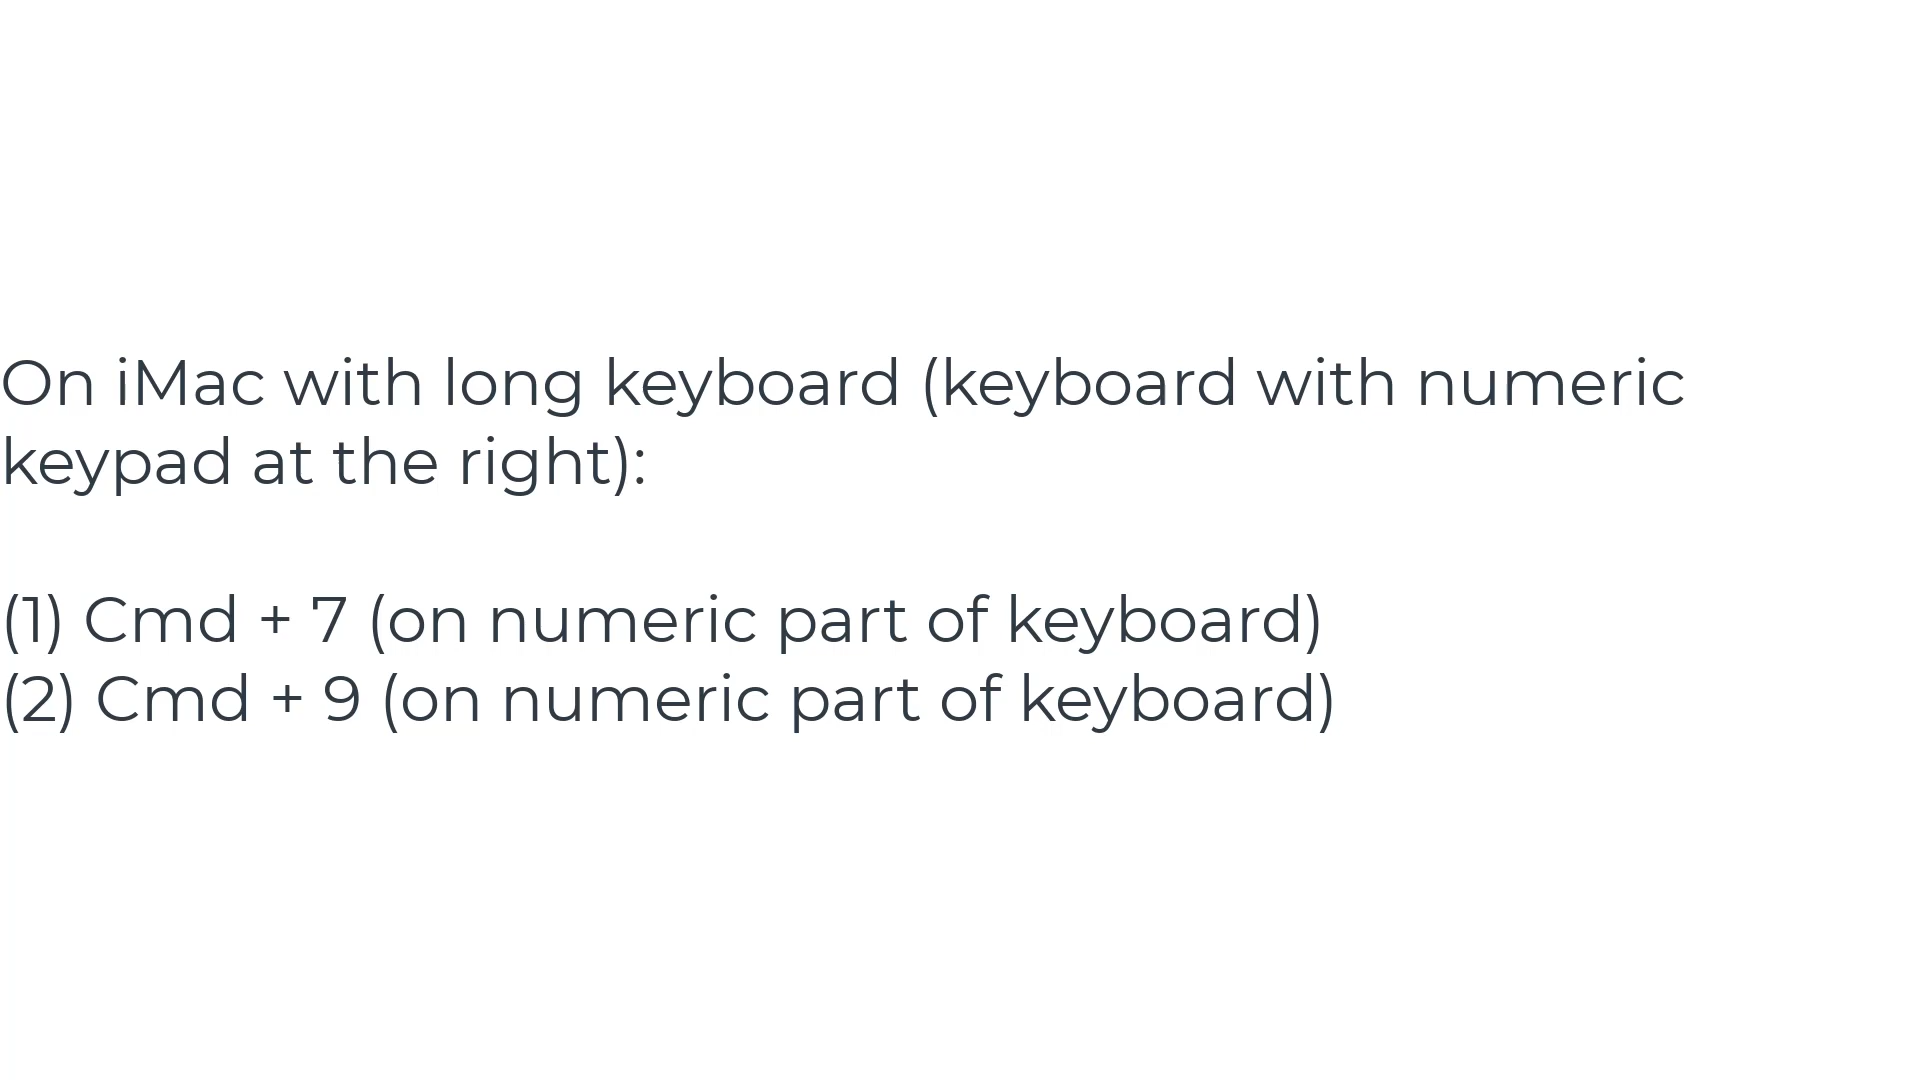 On iMac with long keyboard (keyboard with numeric
keypad at the right):
(1) Cmd + 7 (on numeric part of keyboard)
(2) Cmd + 9 (on numeric part of keyboard)